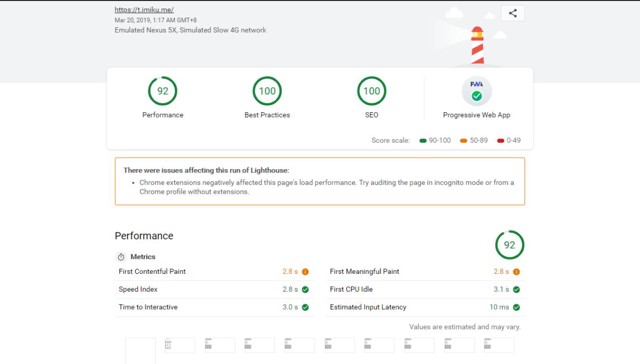 https://t.imiku.me/
Mar 20, 2019, 1:17 AM GMT+8
Emulated Nexus 5X, Simulated Slow 4G network
92
100
100
PWA
Performance
Best Practices
SEO
Progressive Web App
Score scale: 90-100 50-89 0-49
There were issues affecting this run of Lighthouse:
• Chrome extensions negatively affected this page's load performance. Try auditing the page in incognito mode or from a
Chrome profile without extensions.
Performance
92
Metrics
First Contentful Paint 2.8 s
First Meaningful Paint 2.8 s
Speed Index 2.8 s
First CPU Idle 3.1 s
Time to Interactive 3.0 s
Estimated Input Latency 10 ms
Values are estimated and may vary.